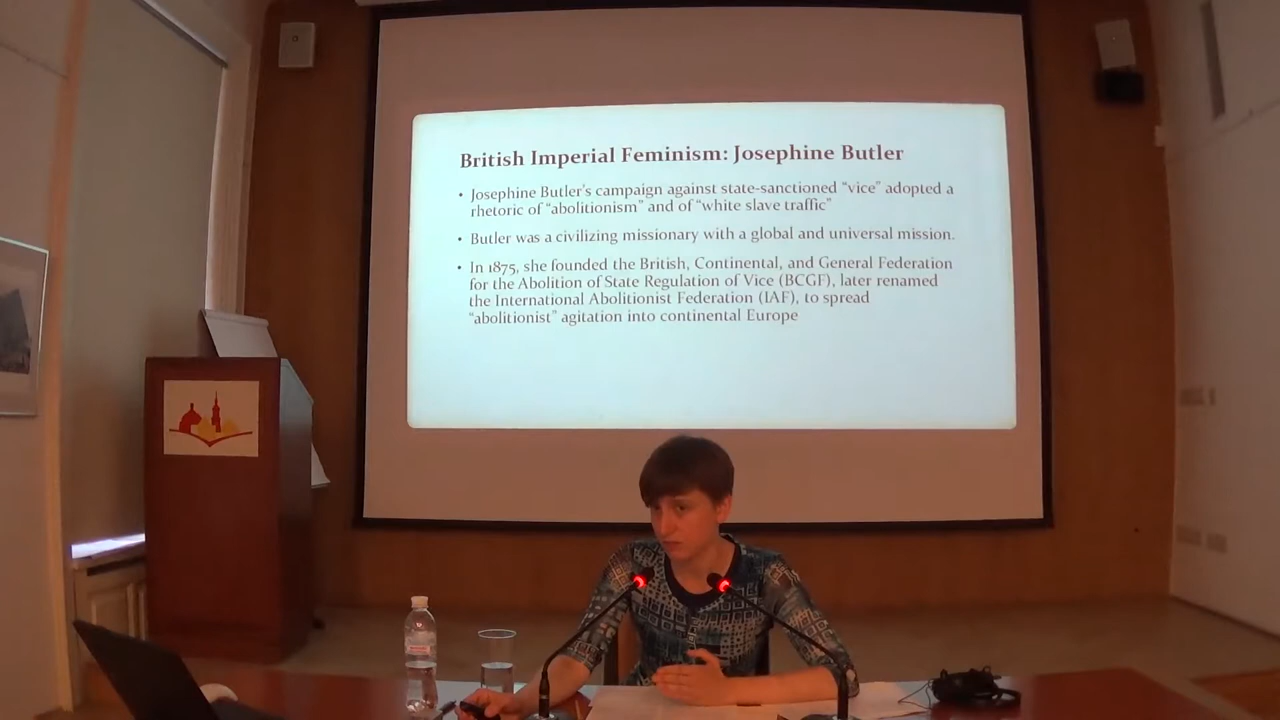 British Imperial Feminism: Josephine Butler
• Josephine Butler's campaign against state-sanctioned “vice” adopted a
rhetoric of “abolitionism” and of “white slave traffic”
• Butler was a civilizing missionary with a global and universal mission.
• In 1875, she founded the British, Continental, and General Federation
for the Abolition of State Regulation of Vice (BCGF), later renamed
the International Abolitionist Federation (IAF), to spread
“abolitionist” agitation into continental Europe